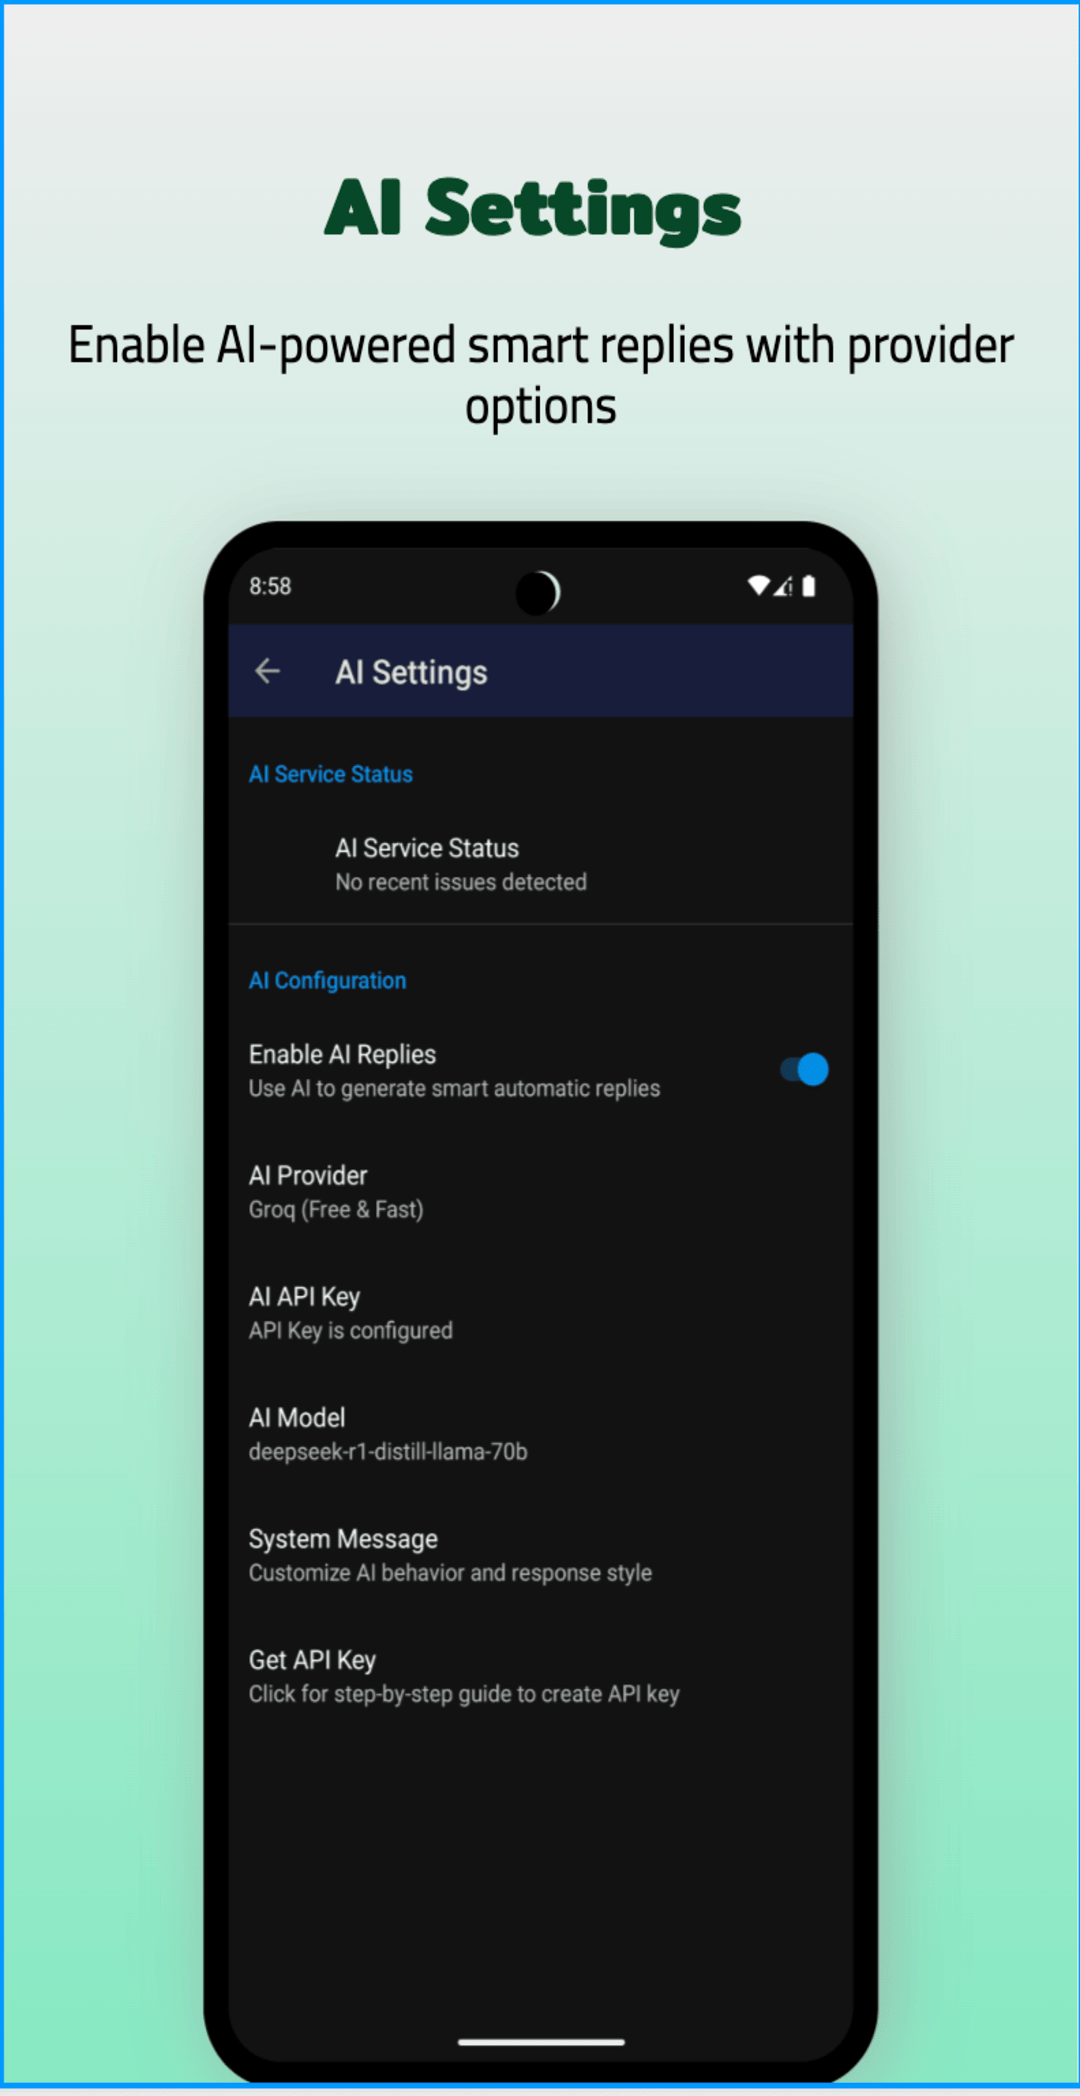 AI Settings
Enable AI-powered smart replies with provider
options
8:58
AI Settings
AI Service Status
AI Service Status
No recent issues detected
AI Configuration
Enable AI Replies
Use AI to generate smart automatic replies
AI Provider
Groq (Free & Fast)
AI API Key
API Key is configured
AI Model
deepseek-r1-distill-llama-70b
System Message
Customize AI behavior and response style
Get API Key
Click for step-by-step guide to create API key